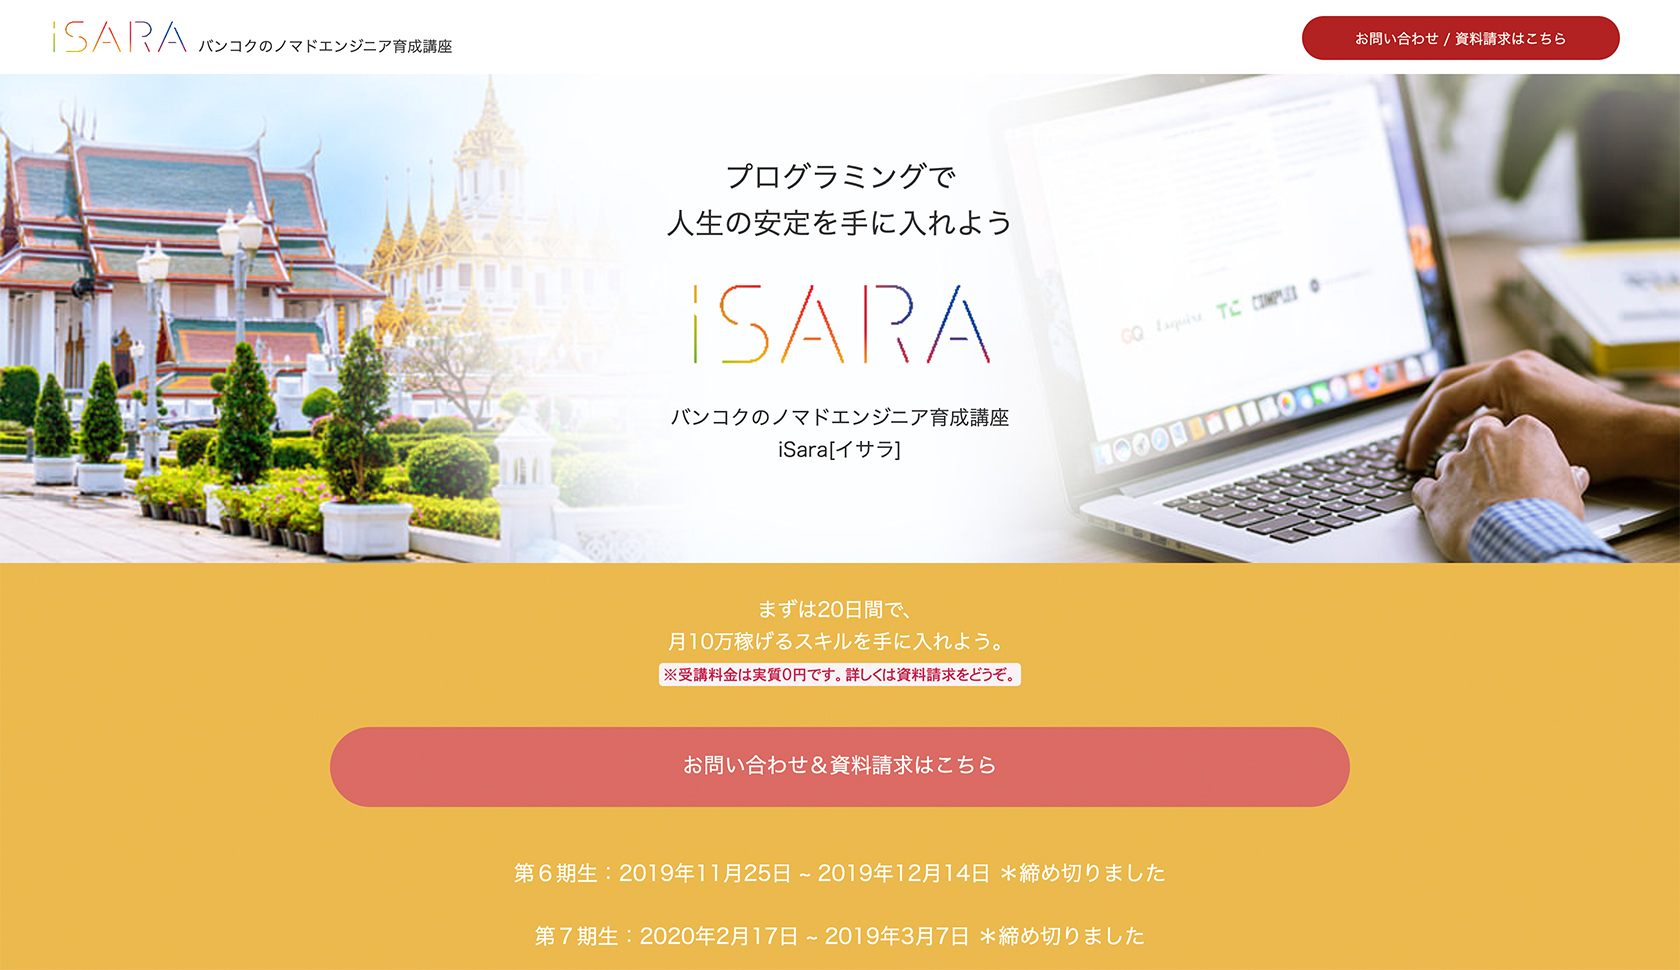 iSARA バンコクのノマドエンジニア育成講座
お問い合わせ / 資料請求はこちら
プログラミングで
人生の安定を手に入れよう
iSARA
バンコクのノマドエンジニア育成講座
iSara[イサラ]
GQ Esquire TC COMPLEX
まずは20日間で、
月10万稼げるスキルを手に入れよう。
※受講料金は実質0円です。詳しくは資料請求をどうぞ。
お問い合わせ＆資料請求はこちら
第６期生：2019年11月25日 ~ 2019年12月14日 ＊締め切りました
第７期生：2020年2月17日 ~ 2019年3月7日 ＊締め切りました